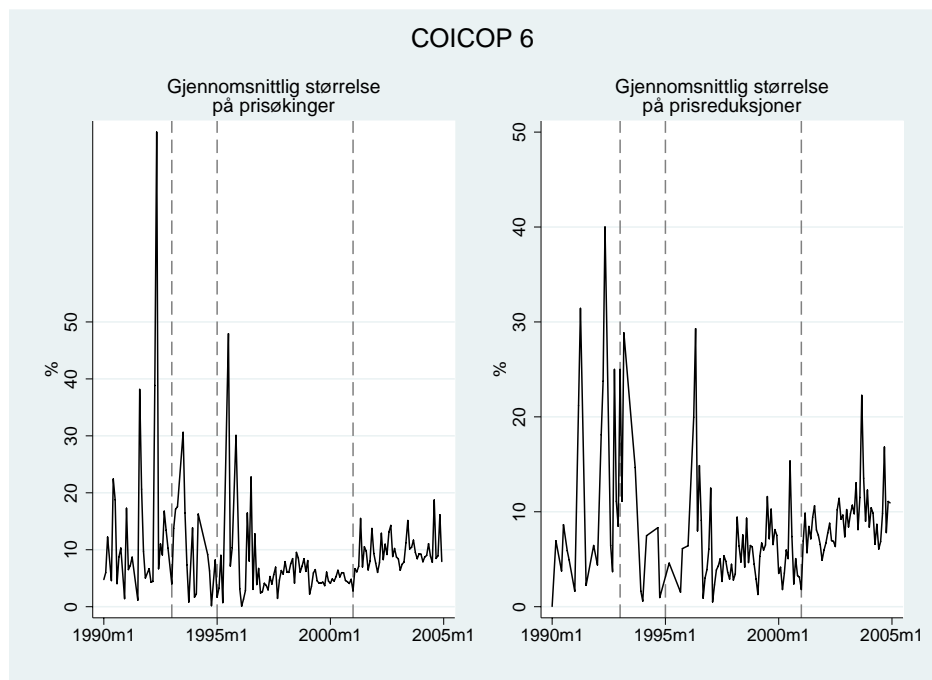 COICOP 6
Gjennomsnittlig størrelse
på prisøkinger
%
50
40
30
20
10
0
1990m1 1995m1 2000m1 2005m1
Gjennomsnittlig størrelse
på prisreduksjoner
%
50
40
30
20
10
0
1990m1 1995m1 2000m1 2005m1